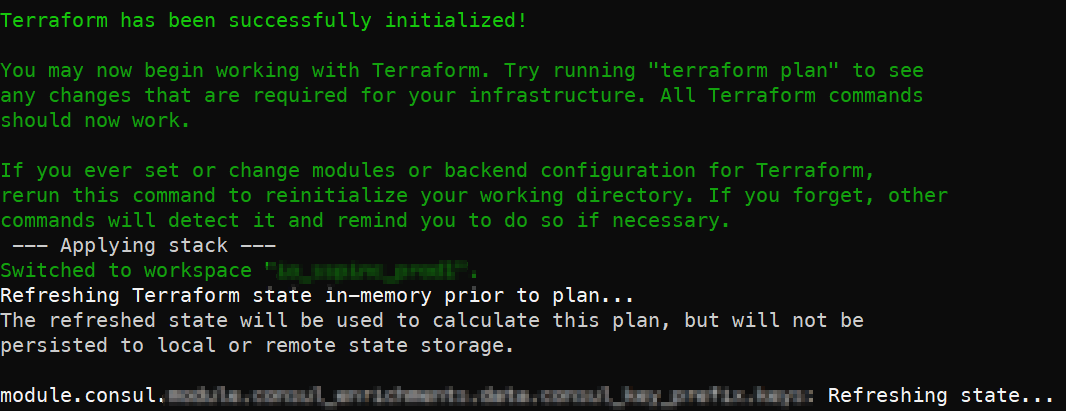 Terraform has been successfully initialized!
You may now begin working with Terraform. Try running "terraform plan" to see
any changes that are required for your infrastructure. All Terraform commands
should now work.
If you ever set or change modules or backend configuration for Terraform,
rerun this command to reinitialize your working directory. If you forget, other
commands will detect it and remind you to do so if necessary.
--- Applying stack ---
Switched to workspace "
Refreshing Terraform state in-memory prior to plan...
The refreshed state will be used to calculate this plan, but will not be
persisted to local or remote state storage.
module.consul. : Refreshing state...